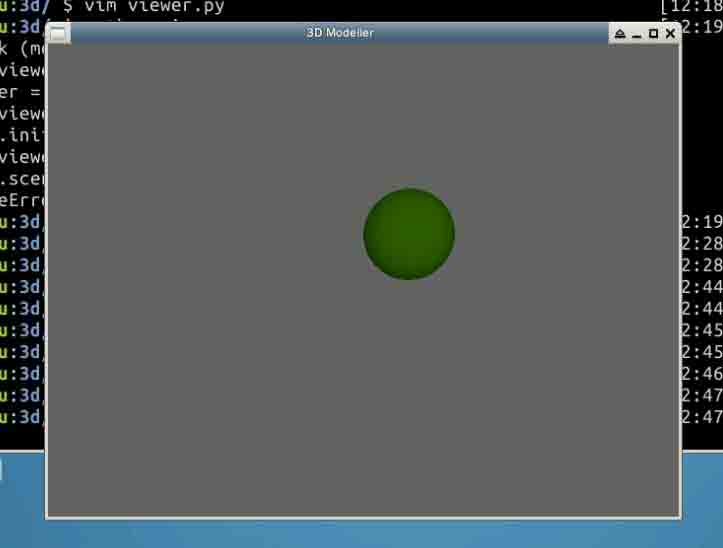 u:3d/ $ vim viewer.py [12:18
u:3d/ 2:19
3D Modeller
k (m
viewe
er =
viewe
.init
viewe
.scen
eErro
u:3d, 2:19
u:3d, 2:28
u:3d, 2:28
u:3d, 2:44
u:3d, 2:44
u:3d, 2:45
u:3d, 2:45
u:3d, 2:46
u:3d, 2:47
u:3d, 2:47